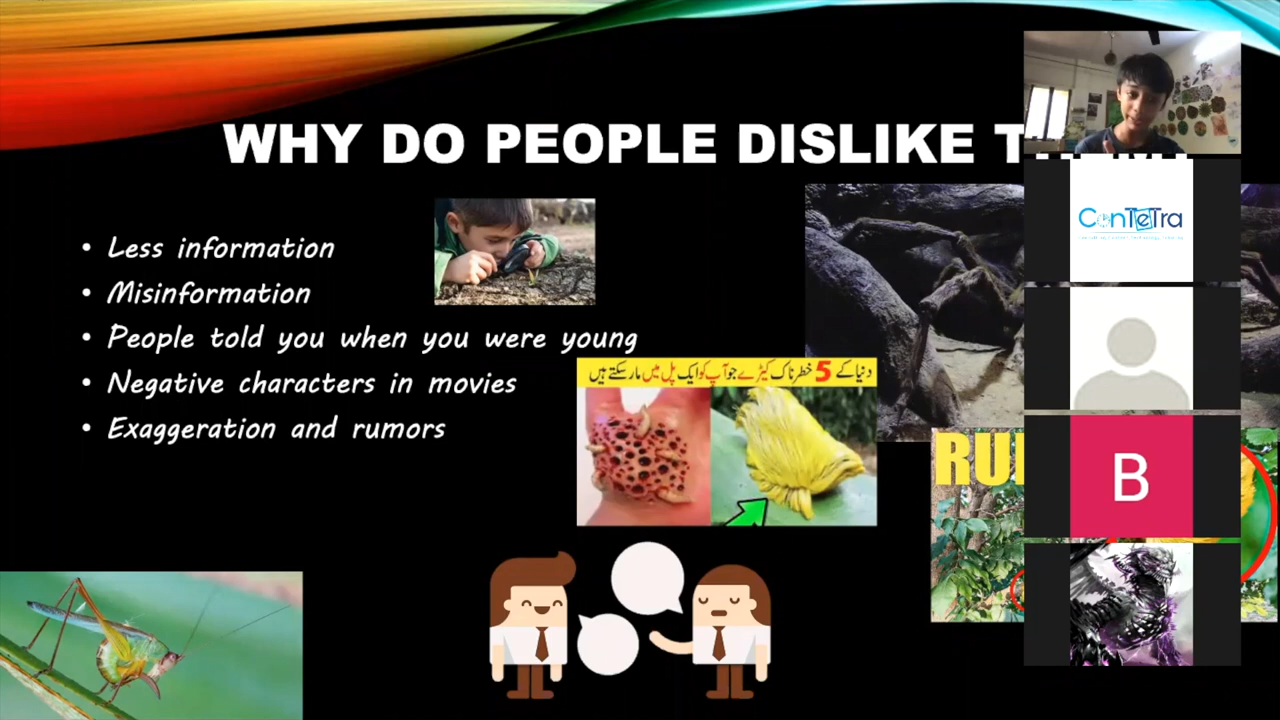 WHY DO PEOPLE DISLIKE
• Less information
• Misinformation
• People told you when you were young
• Negative characters in movies
• Exaggeration and rumors
دنیا کے 5 خطرناک کیڑے جو آپ کو ایک پل میں مار سکتے ہیں
ConTeTra
B